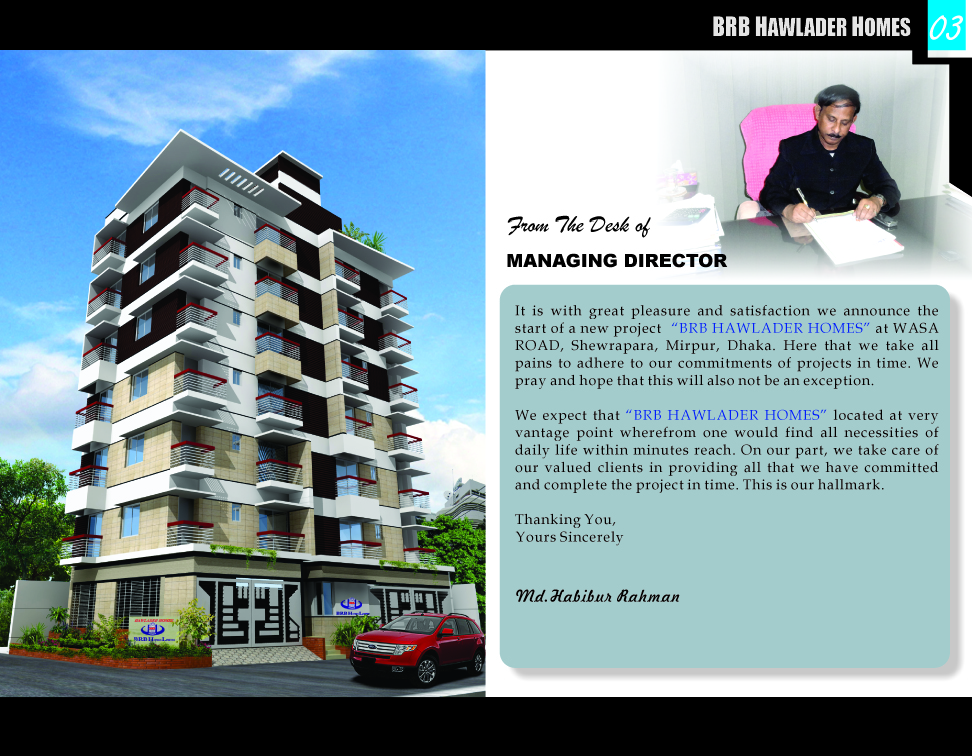 BRB HAWLADER HOMES
03
From The Desk of
MANAGING DIRECTOR
It is with great pleasure and satisfaction we announce the
start of a new project “BRB HAWLADER HOMES” at WASA
ROAD, Shewrapara, Mirpur, Dhaka. Here that we take all
pains to adhere to our commitments of projects in time. We
pray and hope that this will also not be an exception.
We expect that “BRB HAWLADER HOMES” located at very
vantage point wherefrom one would find all necessities of
daily life within minutes reach. On our part, we take care of
our valued clients in providing all that we have committed
and complete the project in time. This is our hallmark.
Thanking You,
Yours Sincerely
Md.Habibur Rahman
HAWLADER HOMES
BRB
BRB